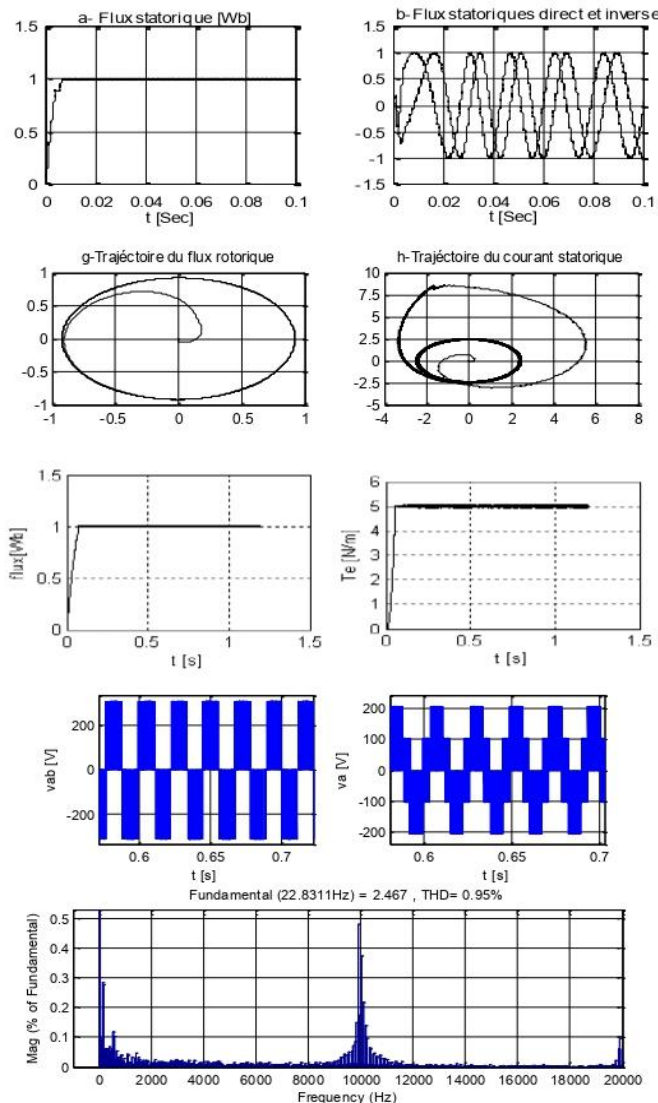 a- Flux statorique [Wb]
1.5
1
0.5
0
0 0.02 0.04 0.06 0.08 0.1
t [Sec]
b-Flux statoriques direct et inverse
1.5
1
0.5
0
-0.5
-1
-1.5
0 0.02 0.04 0.06 0.08 0.1
t [Sec]
g-Trajéctoire du flux rotorique
1
0.5
0
-0.5
-1
-1 -0.5 0 0.5 1
h-Trajéctoire du courant statorique
10
7.5
5
2.5
0
-2.5
-5
-4 -2 0 2 4 6 8
flux[Wb]
1.5
1
0.5
0
0 0.5 1 1.5
t [s]
Te [N/m]
6
5
4
3
2
1
0
0 0.5 1 1.5
t [s]
vab [V]
200
0
-200
0.6 0.65 0.7
t [s]
va [V]
200
100
0
-100
-200
0.6 0.65 0.7
t [s]
Fundamental (22.8311Hz) = 2.467 , THD= 0.95%
Mag (% of Fundamental)
0.5
0.4
0.3
0.2
0.1
0
0 2000 4000 6000 8000 10000 12000 14000 16000 18000 20000
Frequency (Hz)